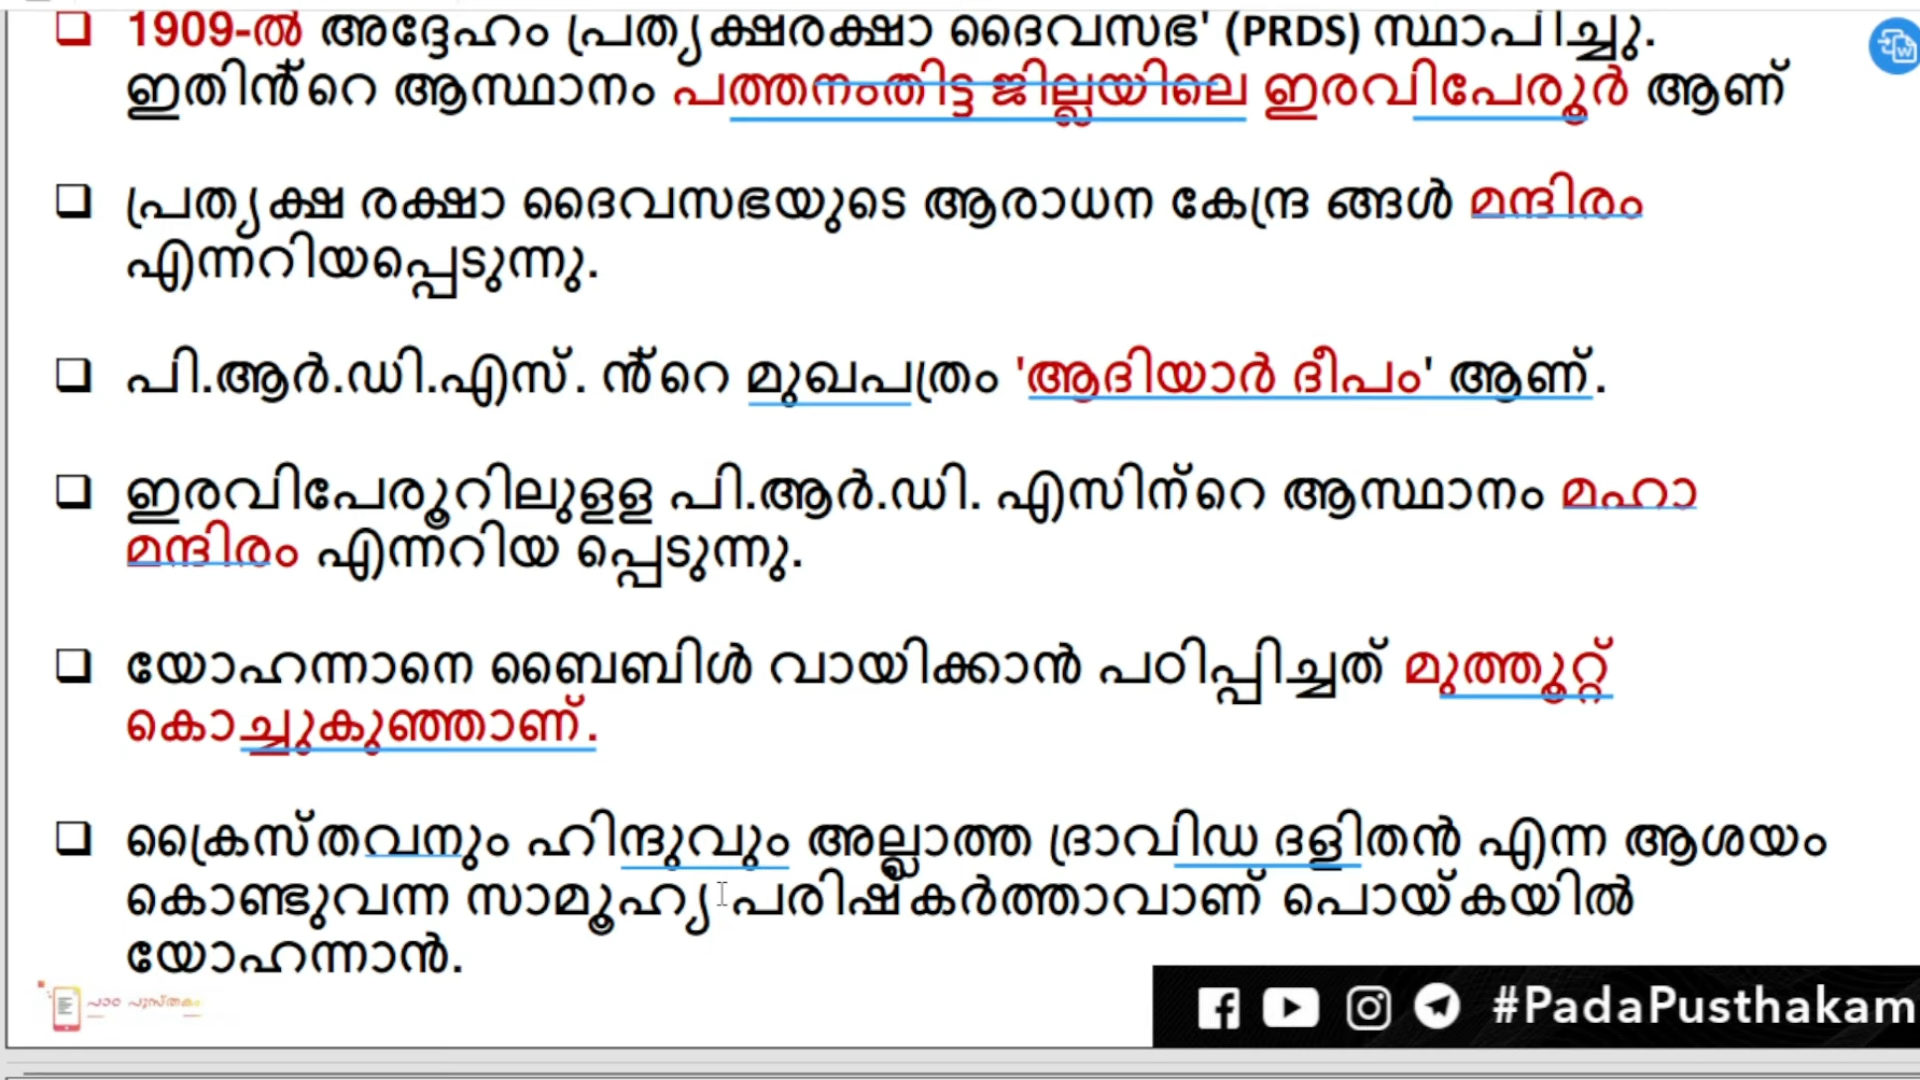 1909-ൽ അദ്ദേഹം പ്രത്യക്ഷരക്ഷാ ദൈവസഭ' (PRDS) സ്ഥാപിച്ചു.
ഇതിൻ്റെ ആസ്ഥാനം പത്തനംതിട്ട ജില്ലയിലെ ഇരവിപേരൂർ ആണ്
പ്രത്യക്ഷ രക്ഷാ ദൈവസഭയുടെ ആരാധന കേന്ദ്ര ങ്ങൾ മന്ദിരം
എന്നറിയപ്പെടുന്നു.
പി.ആർ.ഡി.എസ്. ൻ്റെ മുഖപത്രം 'ആദിയാർ ദീപം' ആണ്.
ഇരവിപേരൂറിലുളള പി.ആർ.ഡി. എസിന്റെ ആസ്ഥാനം മഹാ
മന്ദിരം എന്നറിയ പ്പെടുന്നു.
യോഹന്നാനെ ബൈബിൾ വായിക്കാൻ പഠിപ്പിച്ചത് മുത്തൂറ്റ്
കൊച്ചുകുഞ്ഞാണ്.
ക്രൈസ്തവനും ഹിന്ദുവും അല്ലാത്ത ദ്രാവിഡ ദളിതൻ എന്ന ആശയം
കൊണ്ടുവന്ന സാമൂഹ്യ പരിഷ്കർത്താവാണ് പൊയ്കയിൽ
യോഹന്നാൻ.
പാഠ പുസ്തകം
#PadaPusthakam